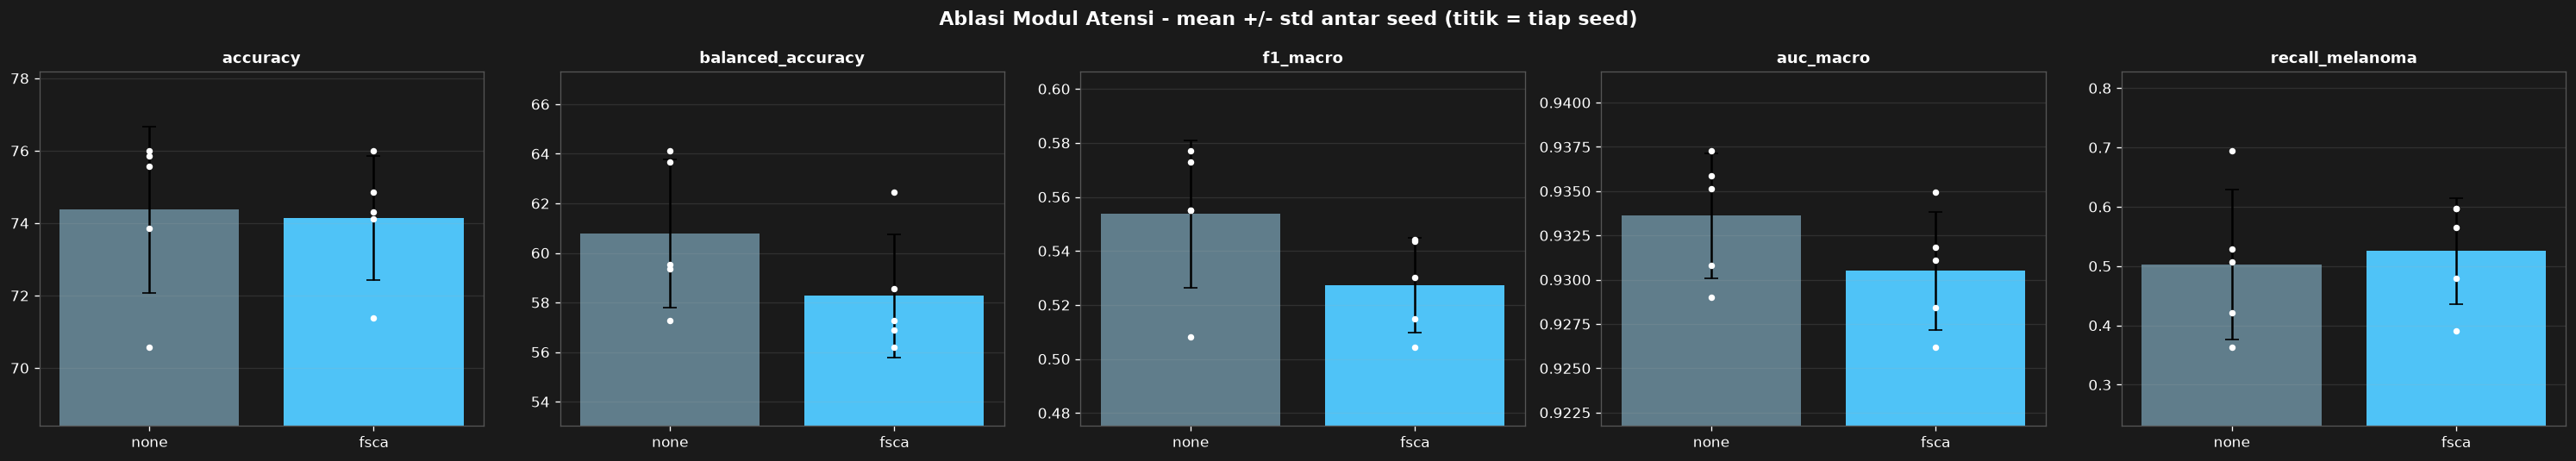 Ablasi Modul Atensi - mean +/- std antar seed (titik = tiap seed)
accuracy
78
76
74
72
70
none
fsca
balanced_accuracy
66
64
62
60
58
56
54
none
fsca
f1_macro
0.60
0.58
0.56
0.54
0.52
0.50
0.48
none
fsca
auc_macro
0.9400
0.9375
0.9350
0.9325
0.9300
0.9275
0.9250
0.9225
none
fsca
recall_melanoma
0.8
0.7
0.6
0.5
0.4
0.3
none
fsca